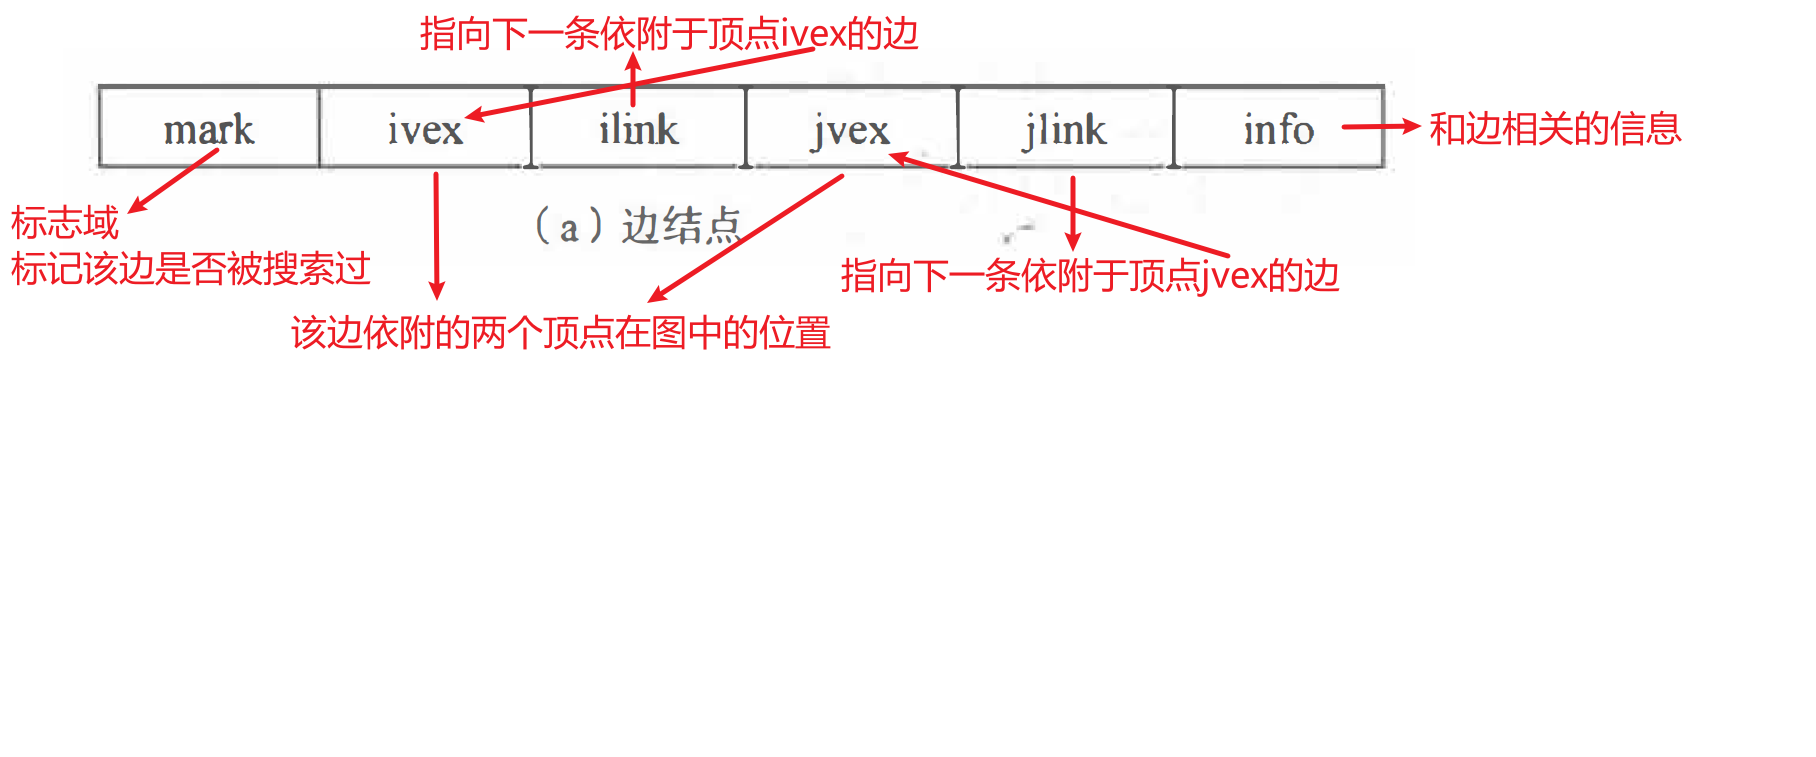 指向下一条依附于顶点ivex的边
mark ivex ilink jvex jlink info
和边相关的信息
标志域
标记该边是否被搜索过
（a）边结点
指向下一条依附于顶点jvex的边
该边依附的两个顶点在图中的位置